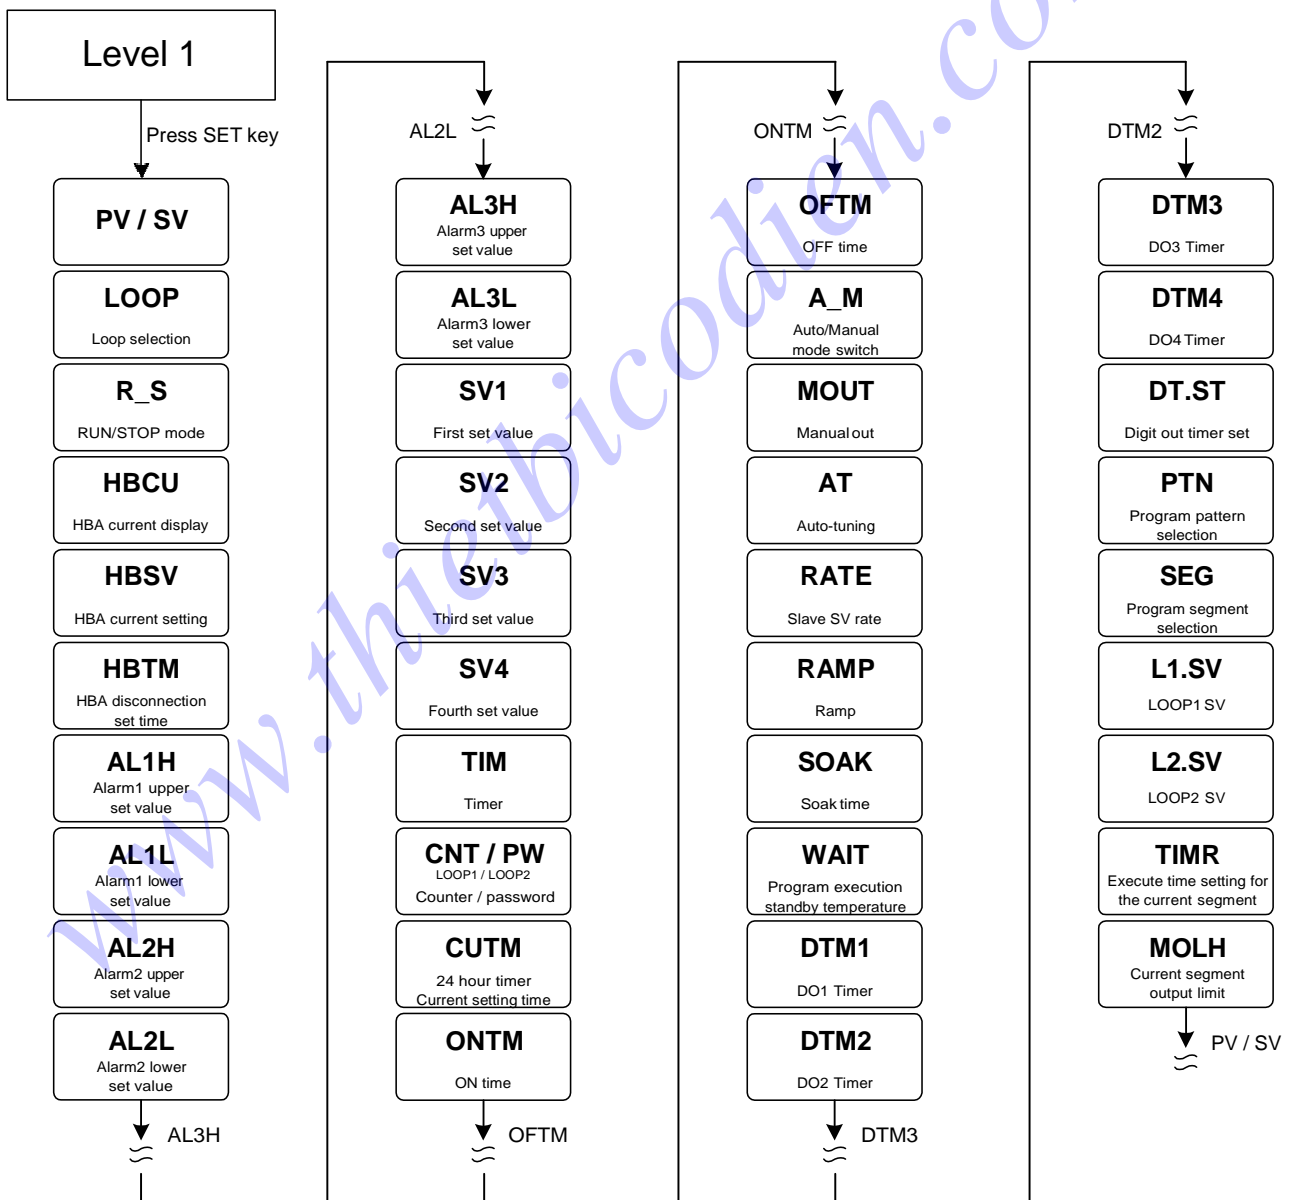 Level 1
Press SET key
PV / SV
LOOP
Loop selection
R_S
RUN/STOP mode
HBCU
HBA current display
HBSV
HBA current setting
HBTM
HBA disconnection
set time
AL1H
Alarm1 upper
set value
AL1L
Alarm1 lower
set value
AL2H
Alarm2 upper
set value
AL2L
Alarm2 lower
set value
AL3H
AL2L
AL3H
Alarm3 upper
set value
AL3L
Alarm3 lower
set value
SV1
First set value
SV2
Second set value
SV3
Third set value
SV4
Fourth set value
TIM
Timer
CNT / PW
LOOP1 / LOOP2
Counter / password
CUTM
24 hour timer
Current setting time
ONTM
ON time
OFTM
ONTM
OFTM
OFF time
A_M
Auto/Manual
mode switch
MOUT
Manual out
AT
Auto-tuning
RATE
Slave SV rate
RAMP
Ramp
SOAK
Soak time
WAIT
Program execution
standby temperature
DTM1
DO1 Timer
DTM2
DO2 Timer
DTM3
DTM2
DTM3
DO3 Timer
DTM4
DO4 Timer
DT.ST
Digit out timer set
PTN
Program pattern
selection
SEG
Program segment
selection
L1.SV
LOOP1 SV
L2.SV
LOOP2 SV
TIMR
Execute time setting for
the current segment
MOLH
Current segment
output limit
PV / SV
www.thietbicodien.co